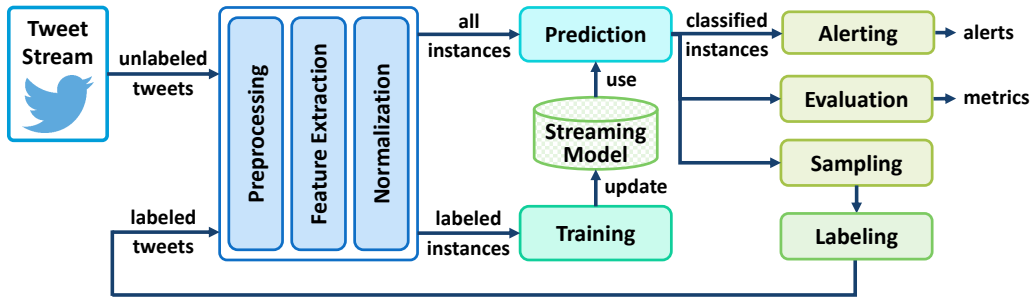 Tweet
Stream
unlabeled
tweets
labeled
tweets
Preprocessing
Feature Extraction
Normalization
all
instances
labeled
instances
Prediction
use
Streaming
Model
update
Training
classified
instances
Alerting
alerts
Evaluation
metrics
Sampling
Labeling